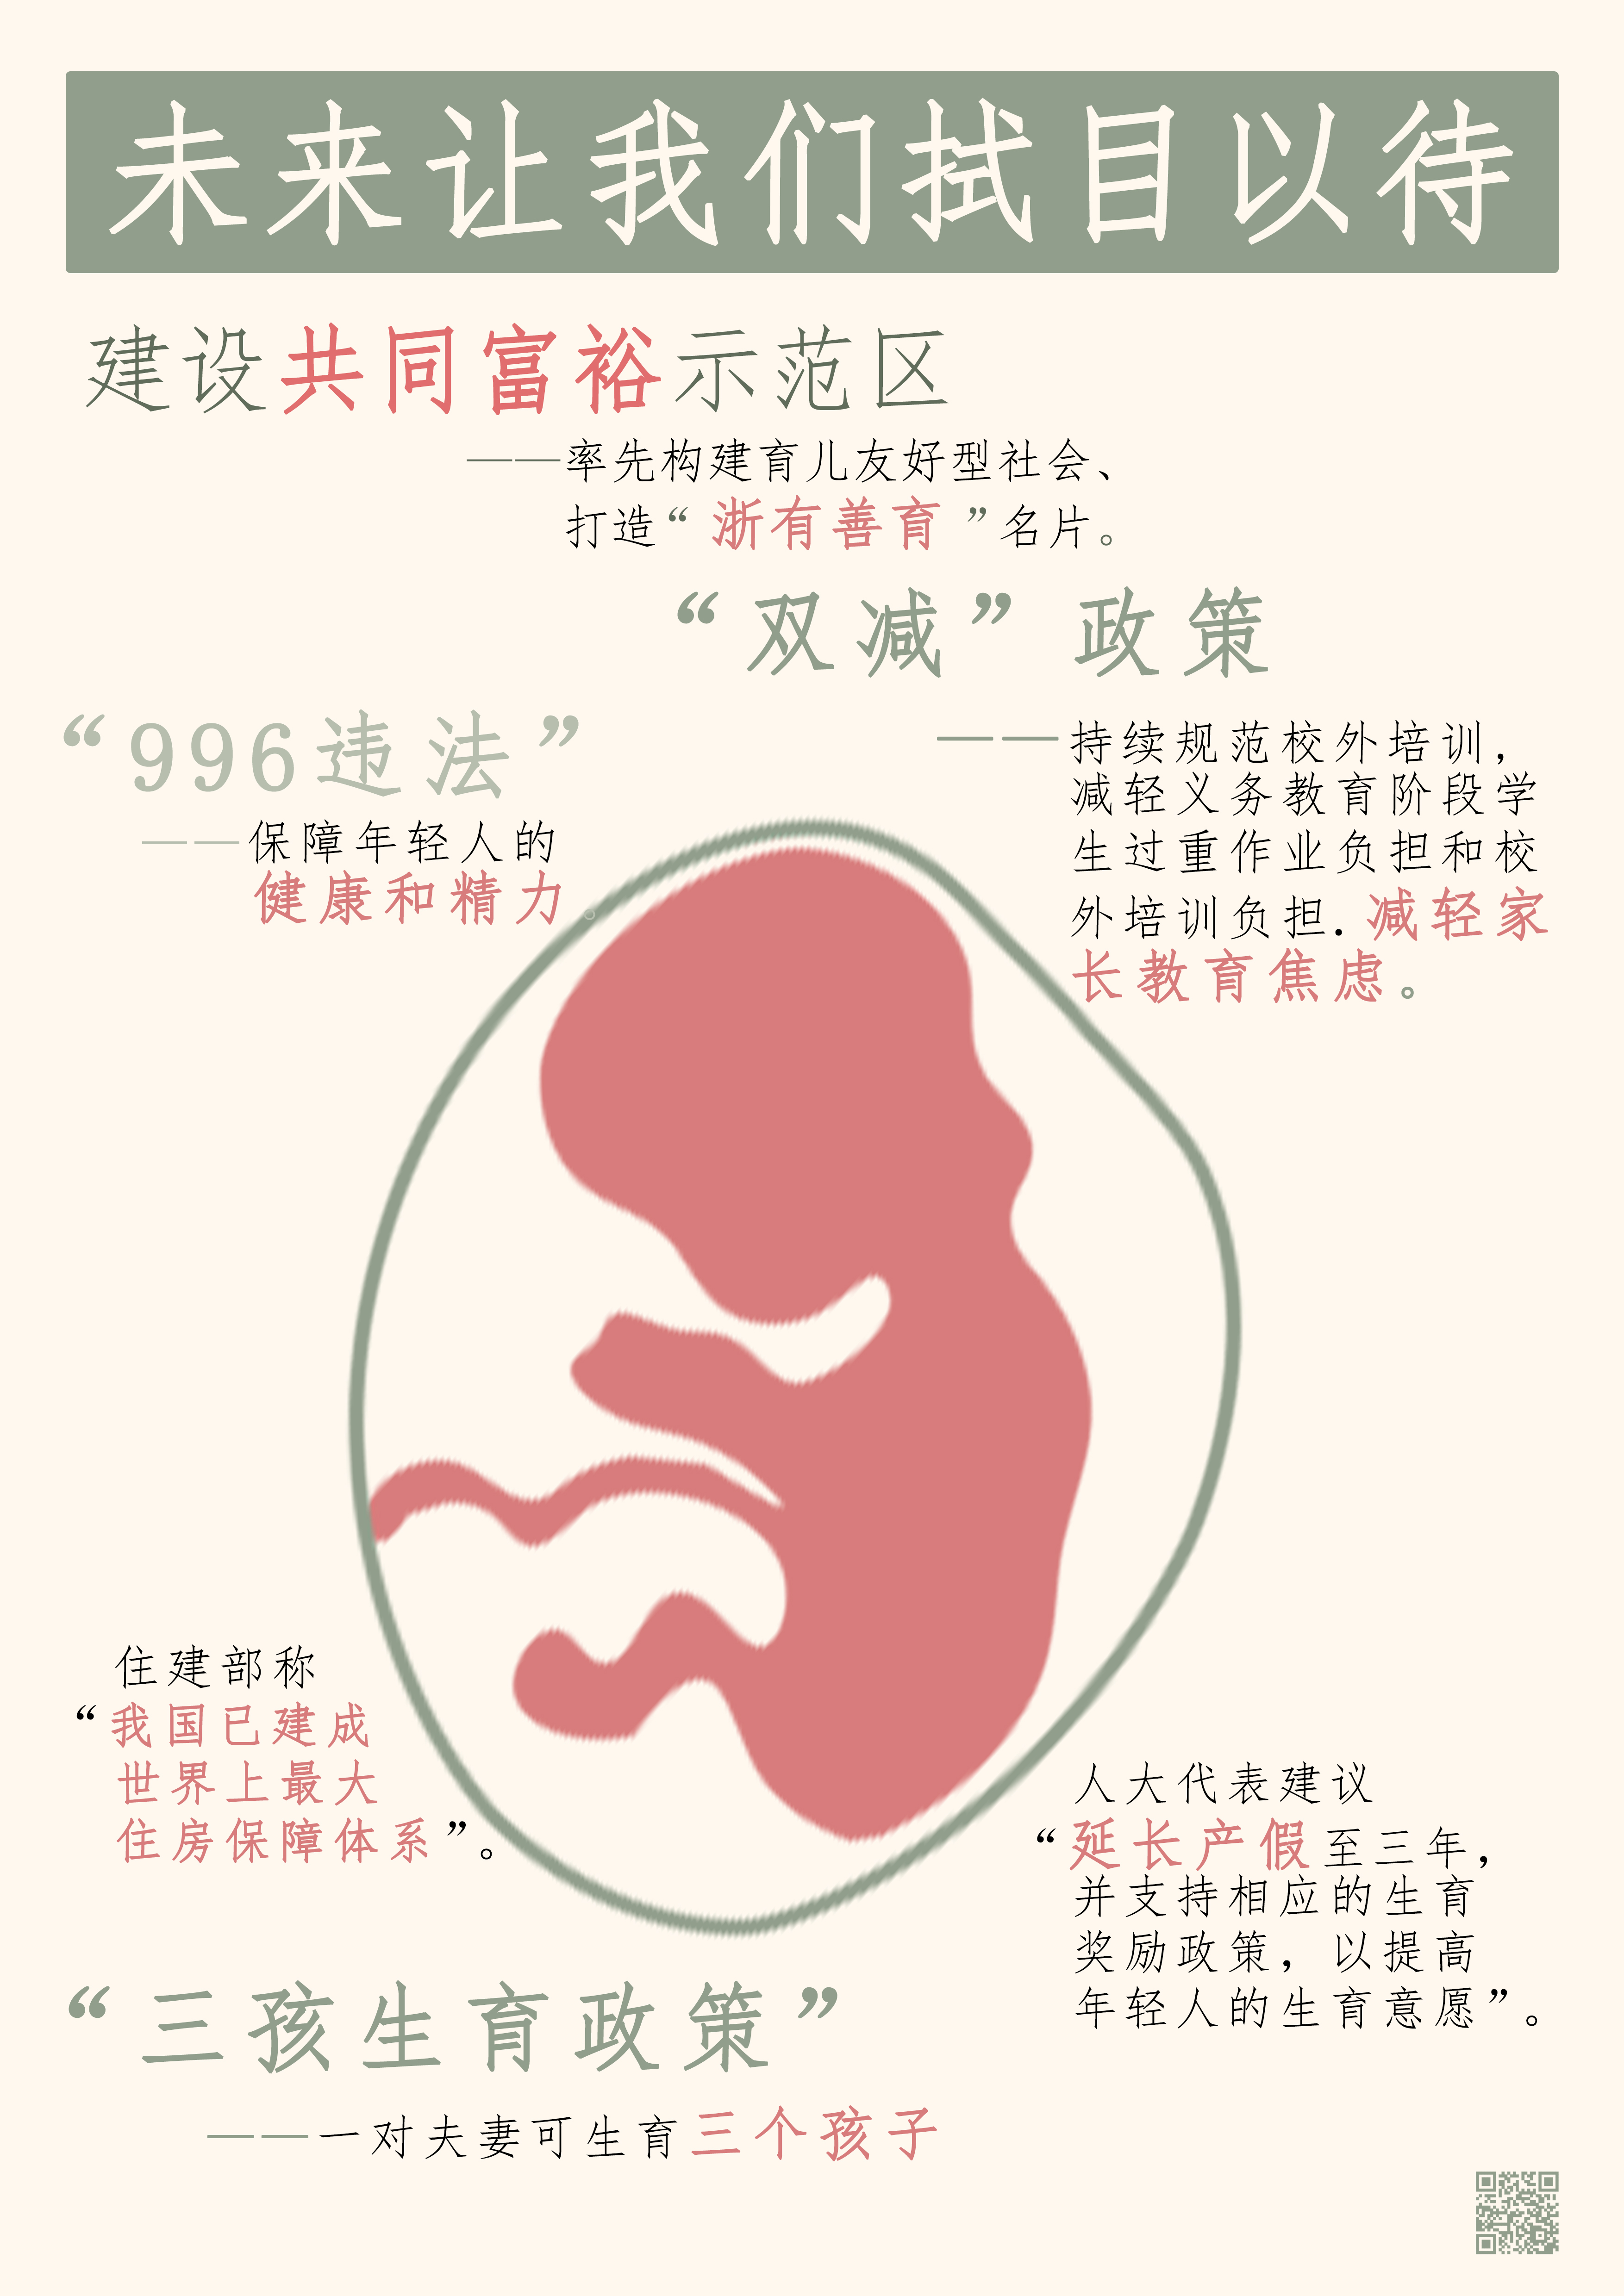 未来让我们拭目以待
建设共同富裕示范区
——率先构建育儿友好型社会、
打造“浙有善育”名片。
“双减”政策
——持续规范校外培训，
减轻义务教育阶段学
生过重作业负担和校
外培训负担.减轻家
长教育焦虑。
“996违法”
——保障年轻人的
健康和精力。
住建部称
“我国已建成
世界上最大
住房保障体系”。
人大代表建议
“延长产假至三年，
并支持相应的生育
奖励政策，以提高
年轻人的生育意愿”。
“三孩生育政策”
——一对夫妻可生育三个孩子